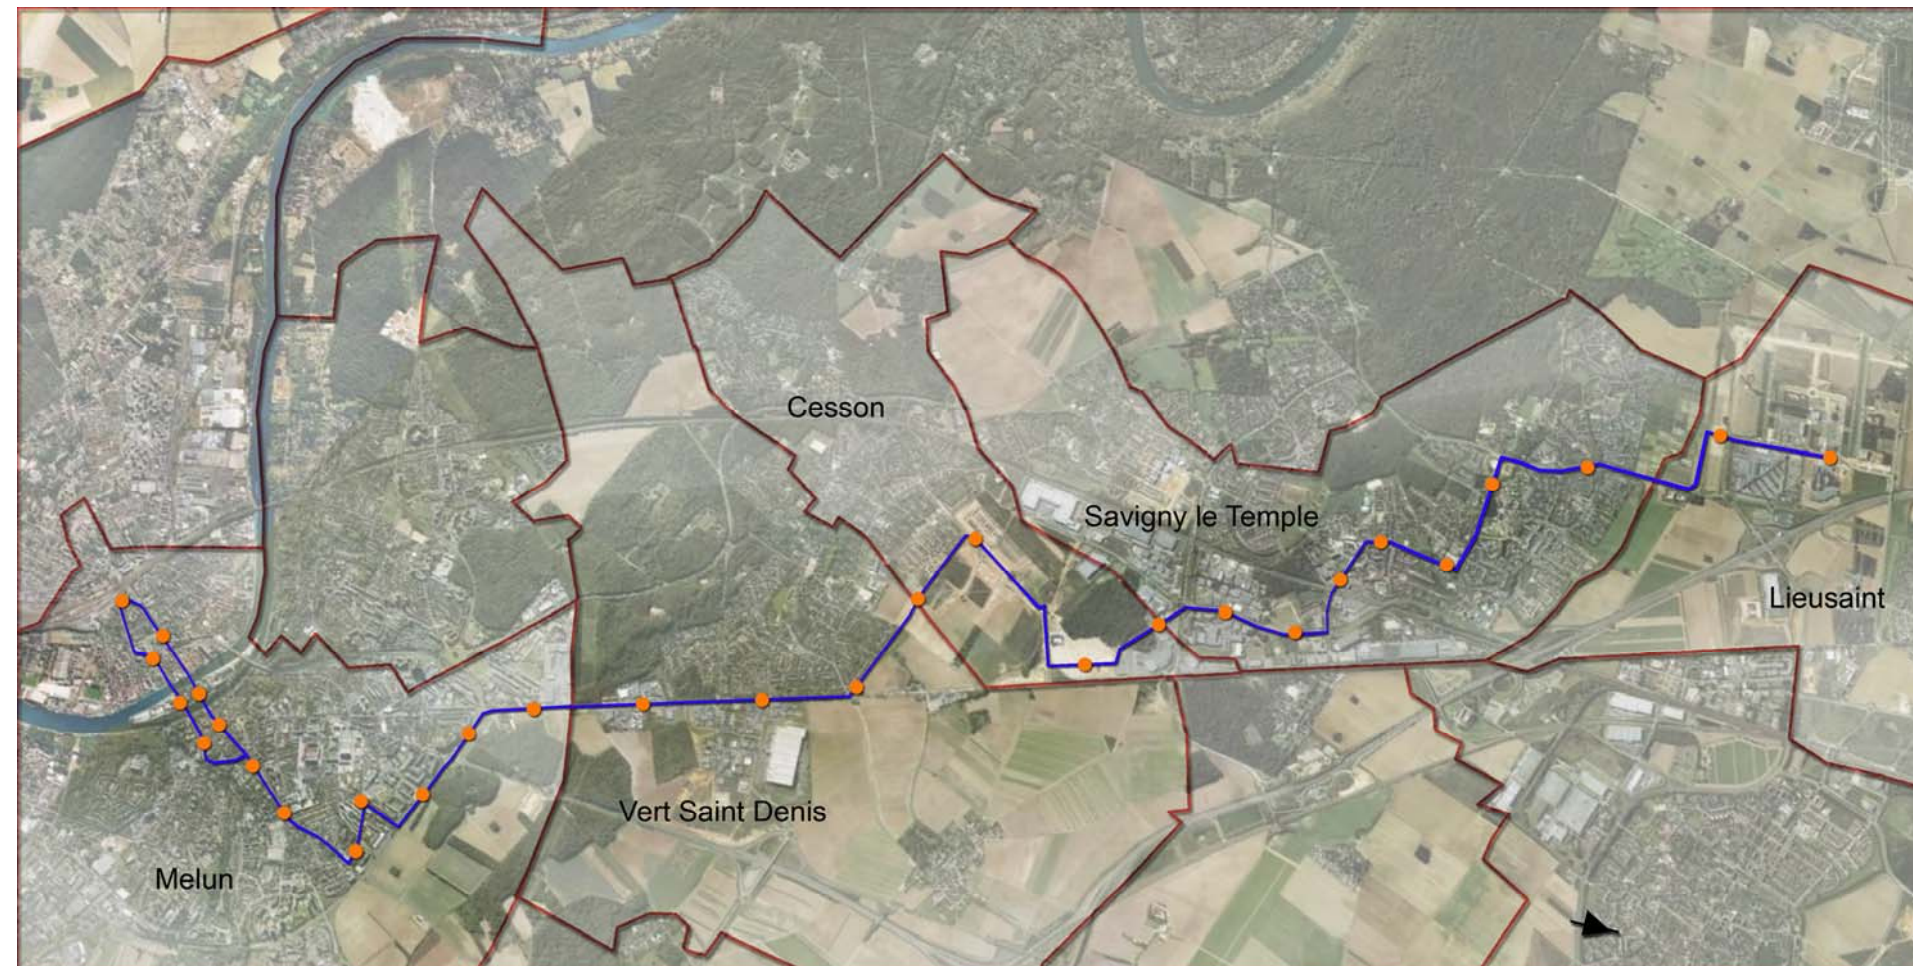 Cesson
Savigny le Temple
Lieusaint
Vert Saint Denis
Melun